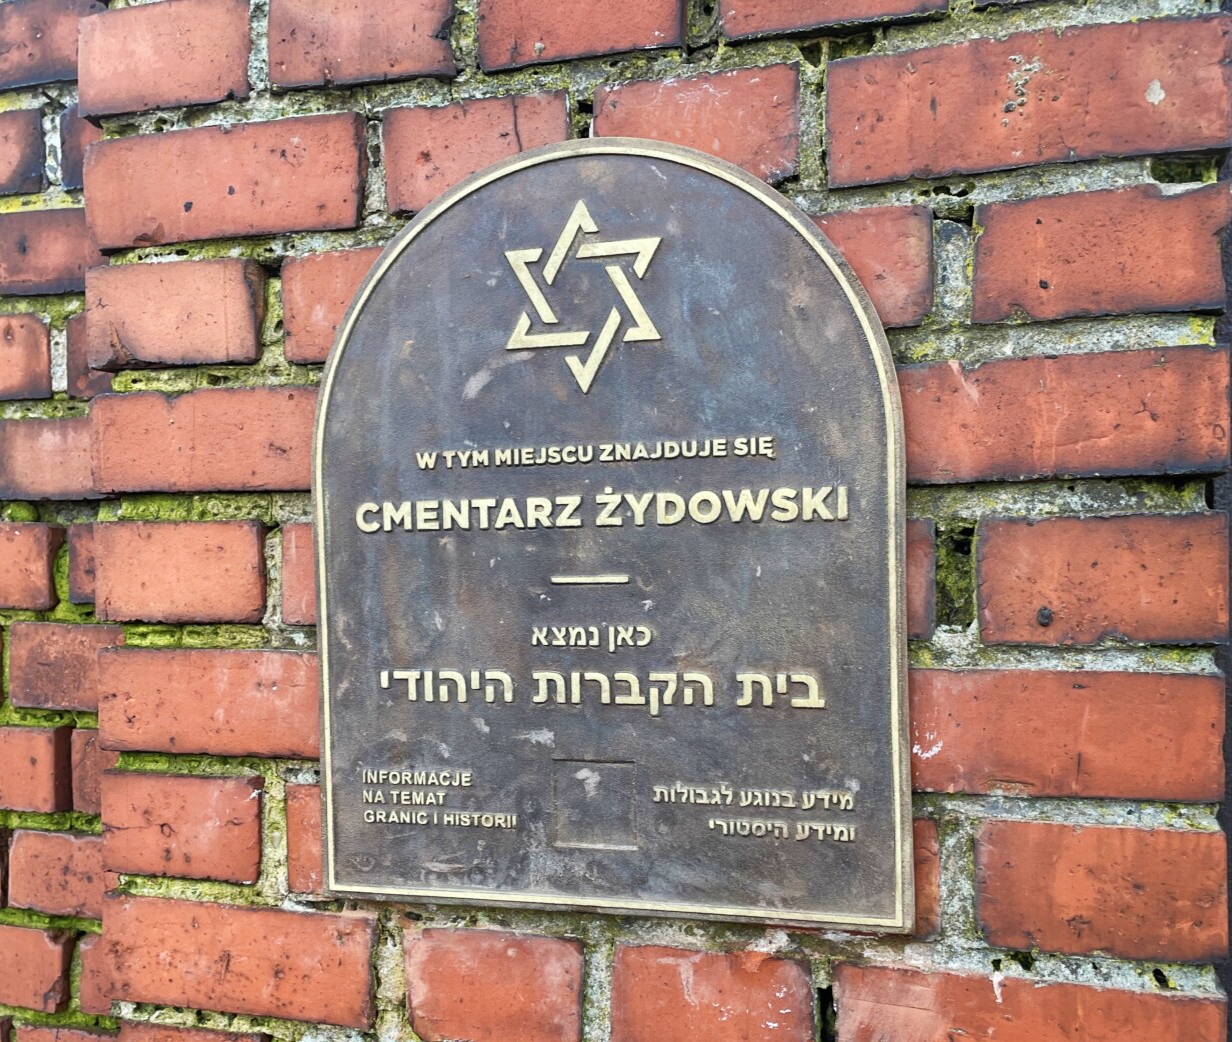 W TYM MIEJSCU ZNAJDUJE SIĘ
CMENTARZ ŻYDOWSKI
כאן נמצא
בית הקברות היהודי
INFORMACJE
NA TEMAT
GRANIC I HISTORII
מידע בנוגע לגבולות
ומידע היסטורי